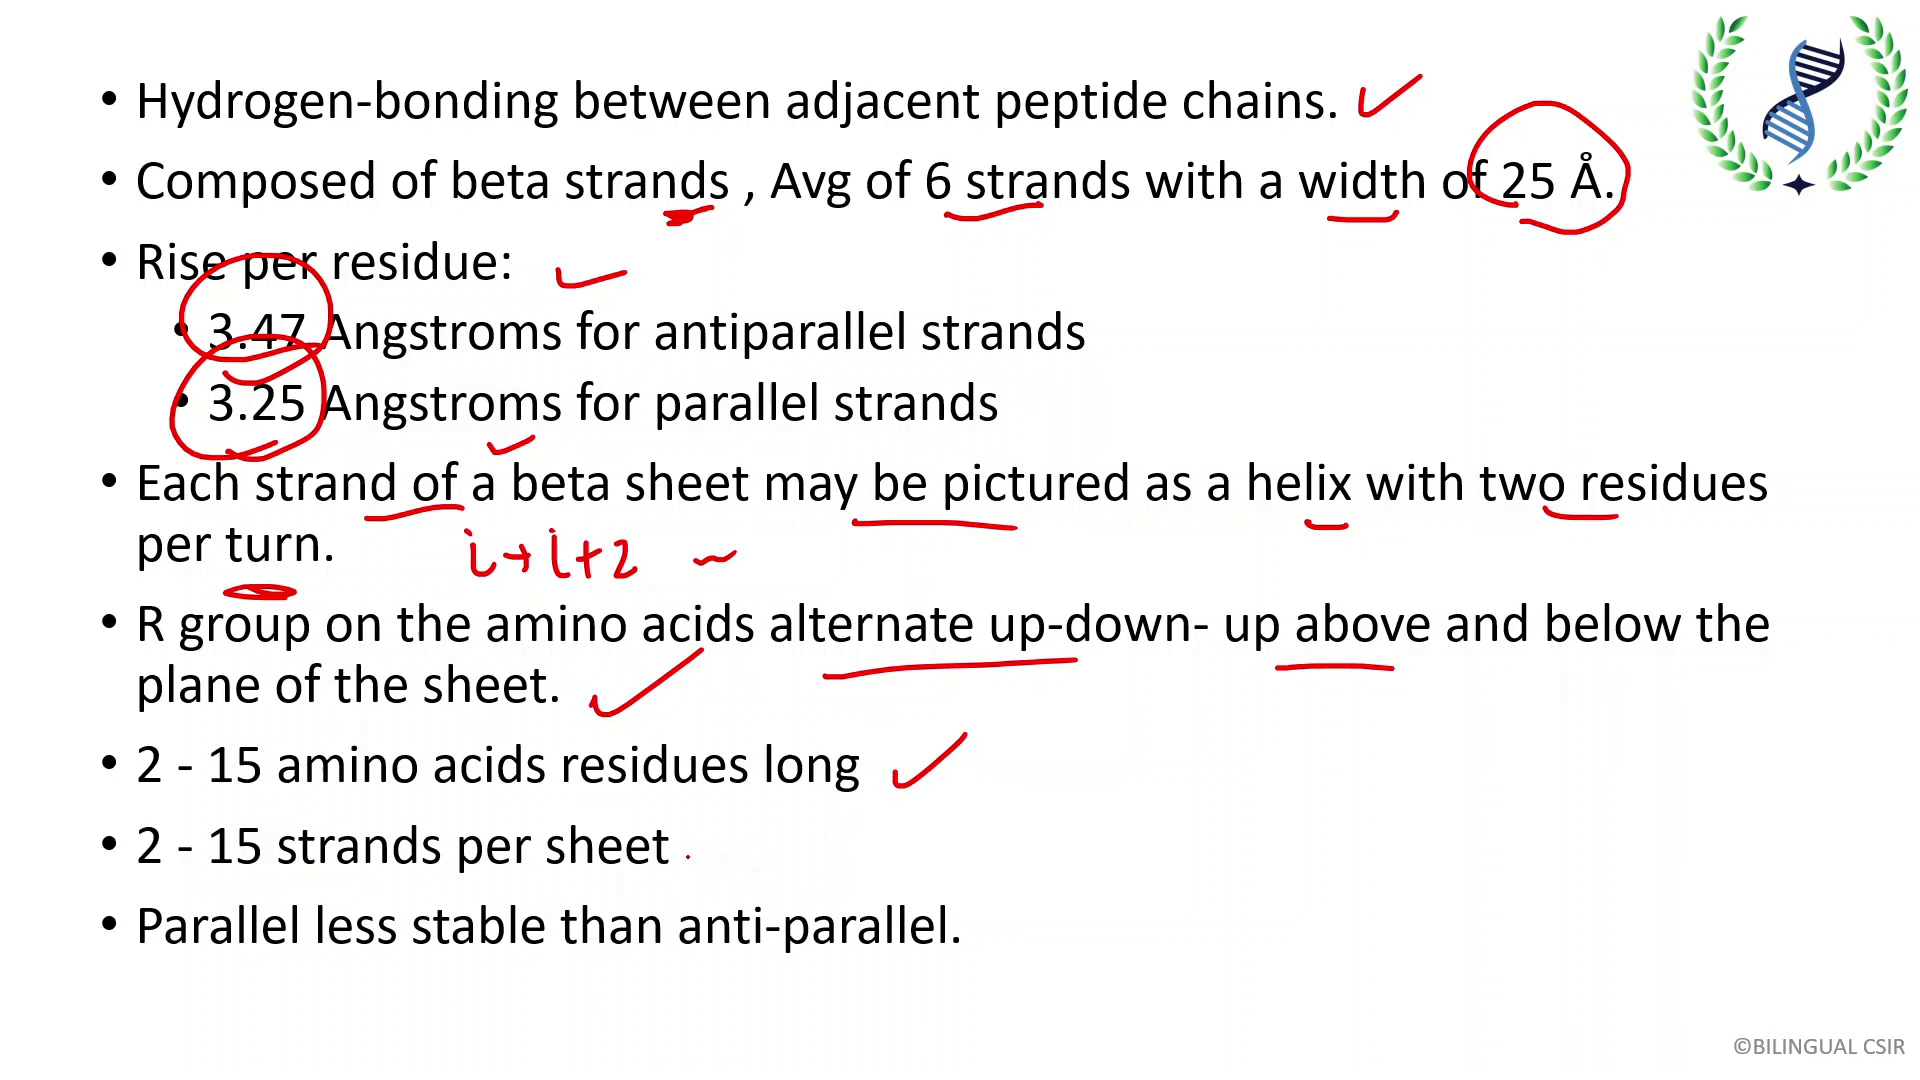 • Hydrogen-bonding between adjacent peptide chains.
• Composed of beta strands , Avg of 6 strands with a width of 25 Å.
• Rise per residue:
• 3.47 Angstroms for antiparallel strands
• 3.25 Angstroms for parallel strands
• Each strand of a beta sheet may be pictured as a helix with two residues
per turn.
i → i+2
• R group on the amino acids alternate up-down- up above and below the
plane of the sheet.
• 2 - 15 amino acids residues long
• 2 - 15 strands per sheet
• Parallel less stable than anti-parallel.
©BILINGUAL CSIR